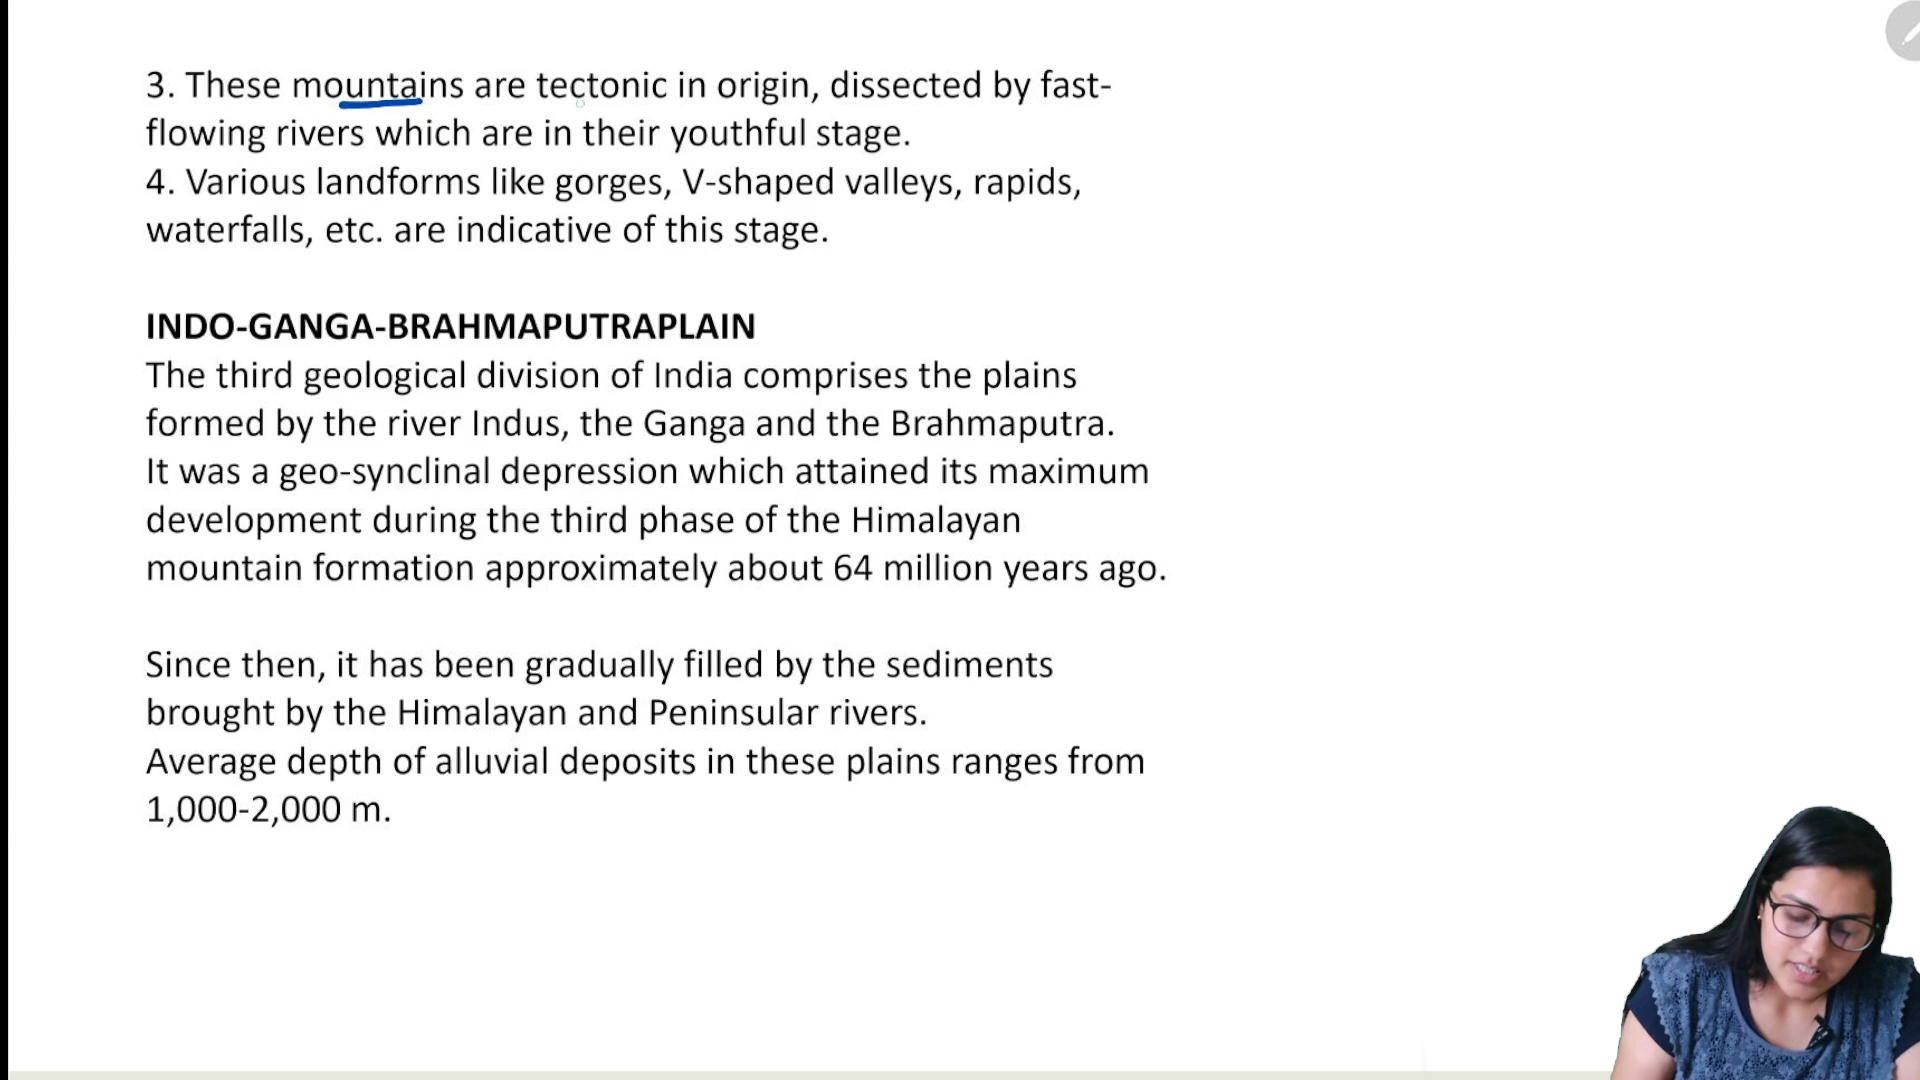 3. These mountains are tectonic in origin, dissected by fast-
flowing rivers which are in their youthful stage.
4. Various landforms like gorges, V-shaped valleys, rapids,
waterfalls, etc. are indicative of this stage.
INDO-GANGA-BRAHMAPUTRAPLAIN
The third geological division of India comprises the plains
formed by the river Indus, the Ganga and the Brahmaputra.
It was a geo-synclinal depression which attained its maximum
development during the third phase of the Himalayan
mountain formation approximately about 64 million years ago.
Since then, it has been gradually filled by the sediments
brought by the Himalayan and Peninsular rivers.
Average depth of alluvial deposits in these plains ranges from
1,000-2,000 m.